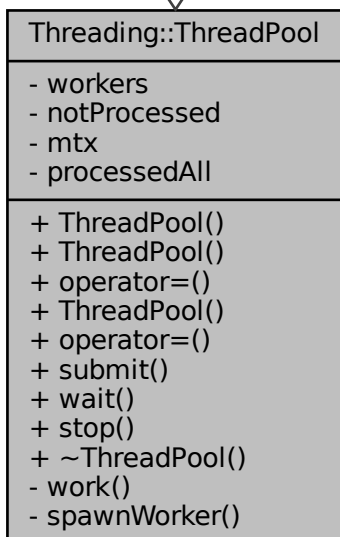 Threading::ThreadPool
- workers
- notProcessed
- mtx
- processedAll
+ ThreadPool()
+ ThreadPool()
+ operator=()
+ ThreadPool()
+ operator=()
+ submit()
+ wait()
+ stop()
+ ~ThreadPool()
- work()
- spawnWorker()